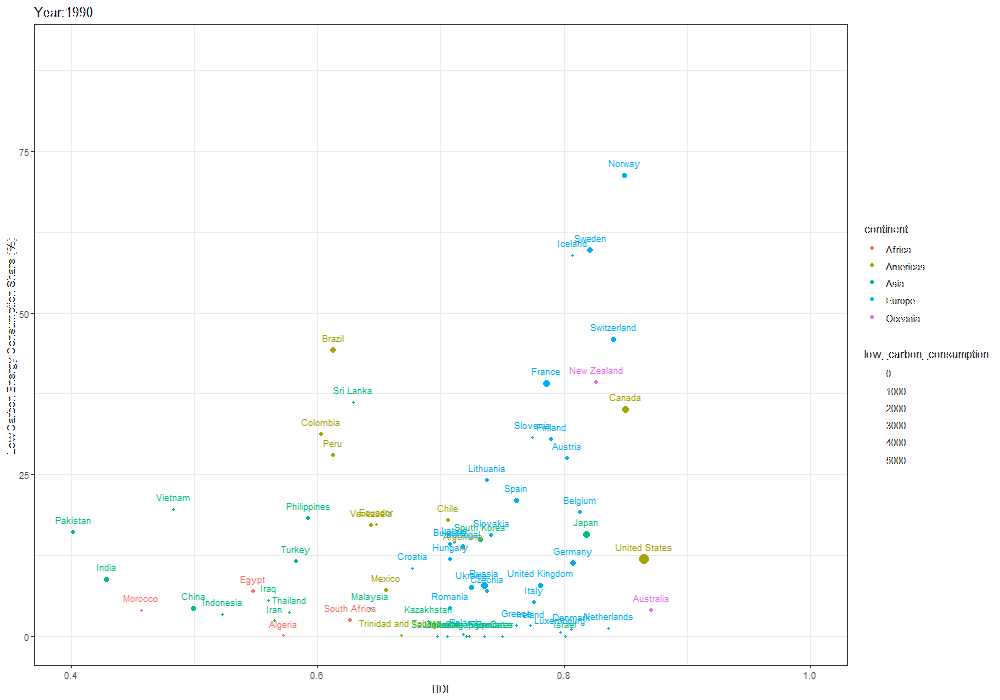 Year:1990
75
50
25
0
0.4
0.6
0.8
1.0
HDI
Low-Carbon Energy Consumption Share (%)
Norway
Sweden
Iceland
Switzerland
Brazil
France
New Zealand
Sri Lanka
Canada
Colombia
Slovenia
Finland
Peru
Austria
Lithuania
Spain
Vietnam
Belgium
Philippines
Chile
Venezuela
Ecuador
Pakistan
Slovakia
Japan
South Korea
Hungary
United States
Turkey
Croatia
Germany
India
Ukraine
Russia
Czechia
United Kingdom
Egypt
Mexico
Iraq
Italy
Morocco
China
Indonesia
Thailand
Malaysia
Romania
Australia
Iran
South Africa
Kazakhstan
Greece
Ireland
Denmark
Netherlands
Luxembourg
Algeria
Israel
continent
Africa
Americas
Asia
Europe
Oceania
low_carbon_consumption
0
1000
2000
3000
4000
5000